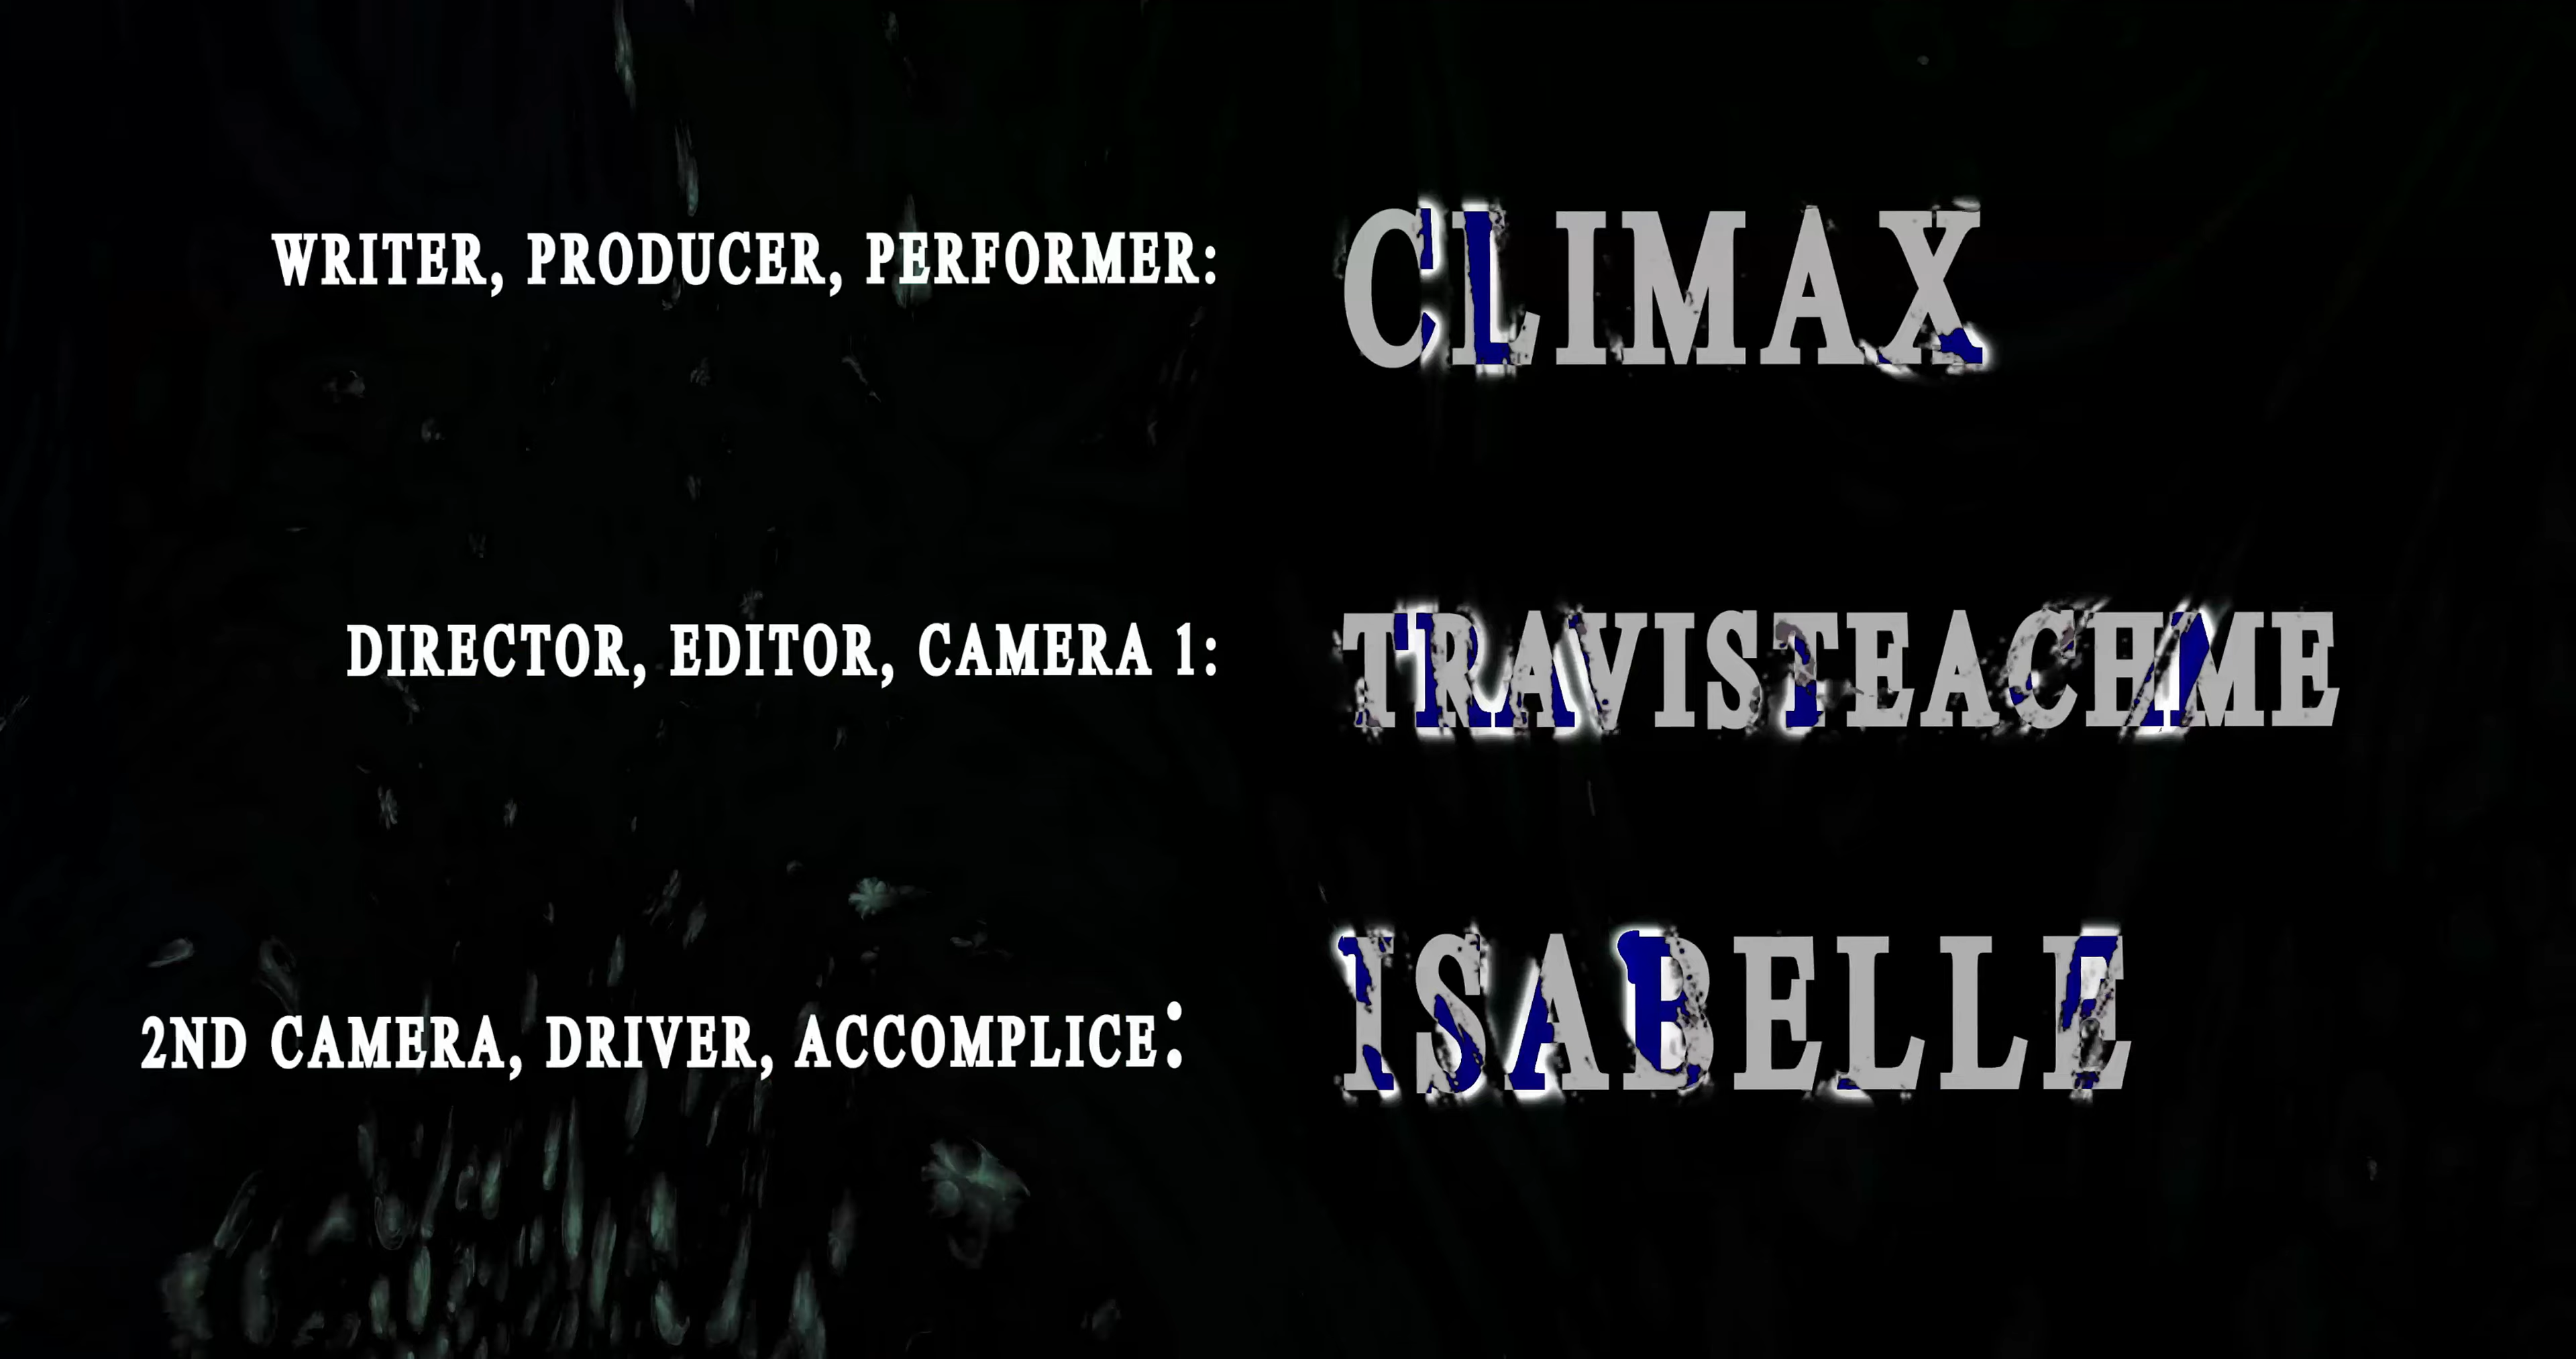 WRITER, PRODUCER, PERFORMER: CLIMAX
DIRECTOR, EDITOR, CAMERA 1: TRAVISTEACHME
2ND CAMERA, DRIVER, ACCOMPLICE: ISABELLE